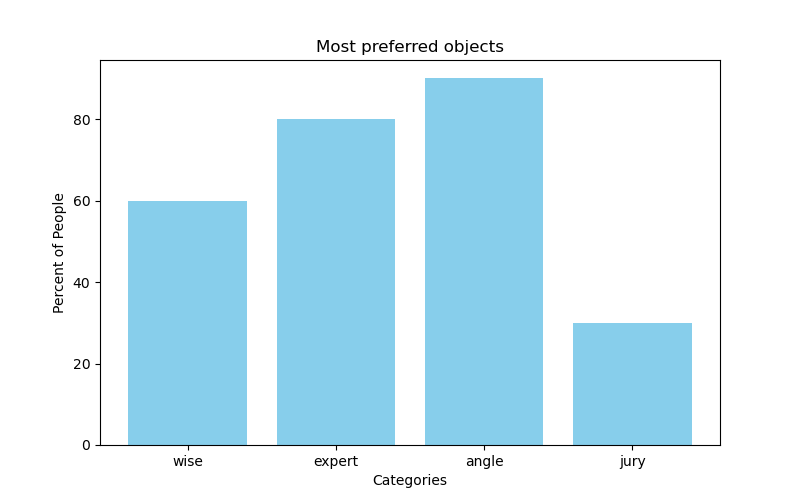 Most preferred objects
Percent of People
80
60
40
20
0
wise expert angle jury
Categories